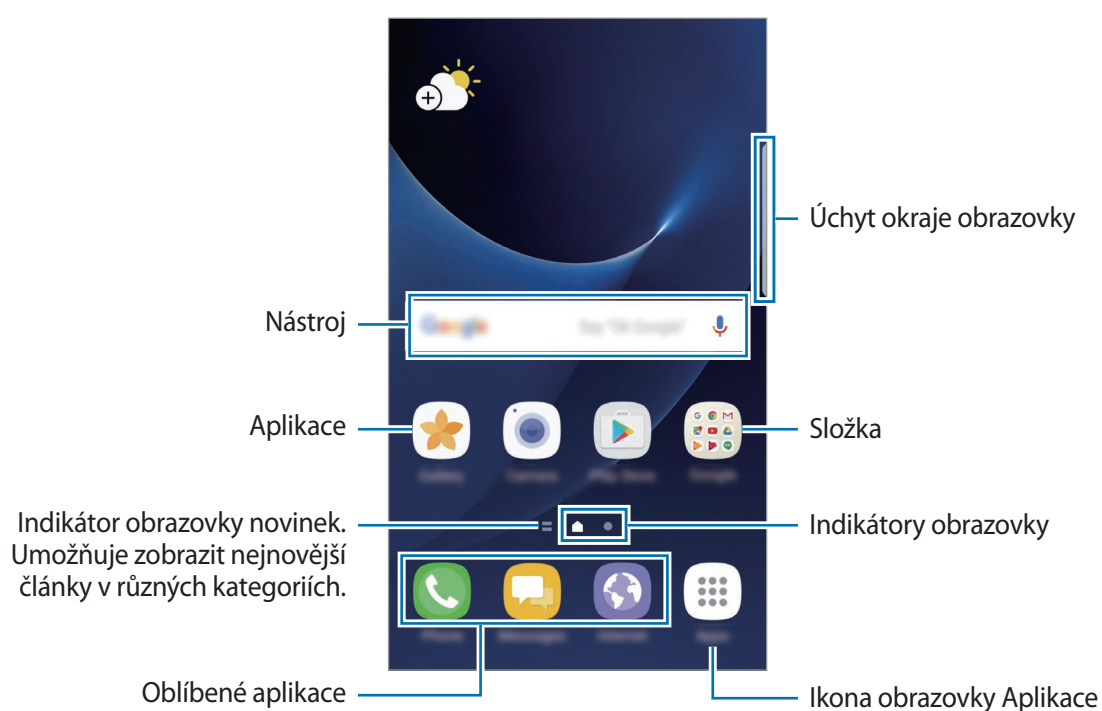 Úchyt okraje obrazovky
Nástroj
Aplikace
Složka
Indikátor obrazovky novinek.
Umožňuje zobrazit nejnovější
články v různých kategoriích.
Indikátory obrazovky
Oblíbené aplikace
Ikona obrazovky Aplikace